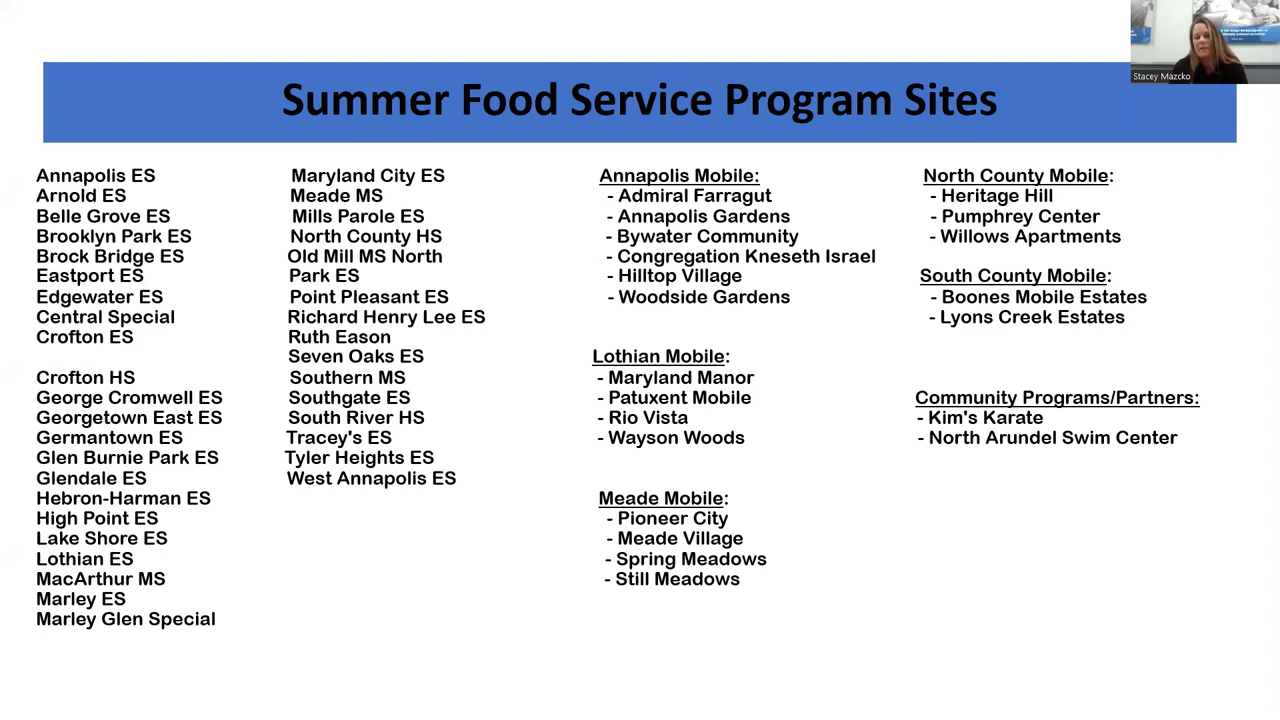 Stacey Mazcko
Summer Food Service Program Sites
Annapolis ES
Arnold ES
Belle Grove ES
Brooklyn Park ES
Brock Bridge ES
Eastport ES
Edgewater ES
Central Special
Crofton ES
Crofton HS
George Cromwell ES
Georgetown East ES
Germantown ES
Glen Burnie Park ES
Glendale ES
Hebron-Harman ES
High Point ES
Lake Shore ES
Lothian ES
MacArthur MS
Marley ES
Marley Glen Special
Maryland City ES
Meade MS
Mills Parole ES
North County HS
Old Mill MS North
Park ES
Point Pleasant ES
Richard Henry Lee ES
Ruth Eason
Seven Oaks ES
Southern MS
Southgate ES
South River HS
Tracey's ES
Tyler Heights ES
West Annapolis ES
Annapolis Mobile:
- Admiral Farragut
- Annapolis Gardens
- Bywater Community
- Congregation Kneseth Israel
- Hilltop Village
- Woodside Gardens
Lothian Mobile:
- Maryland Manor
- Patuxent Mobile
- Rio Vista
- Wayson Woods
Meade Mobile:
- Pioneer City
- Meade Village
- Spring Meadows
- Still Meadows
North County Mobile:
- Heritage Hill
- Pumphrey Center
- Willows Apartments
South County Mobile:
- Boones Mobile Estates
- Lyons Creek Estates
Community Programs/Partners:
- Kim's Karate
- North Arundel Swim Center